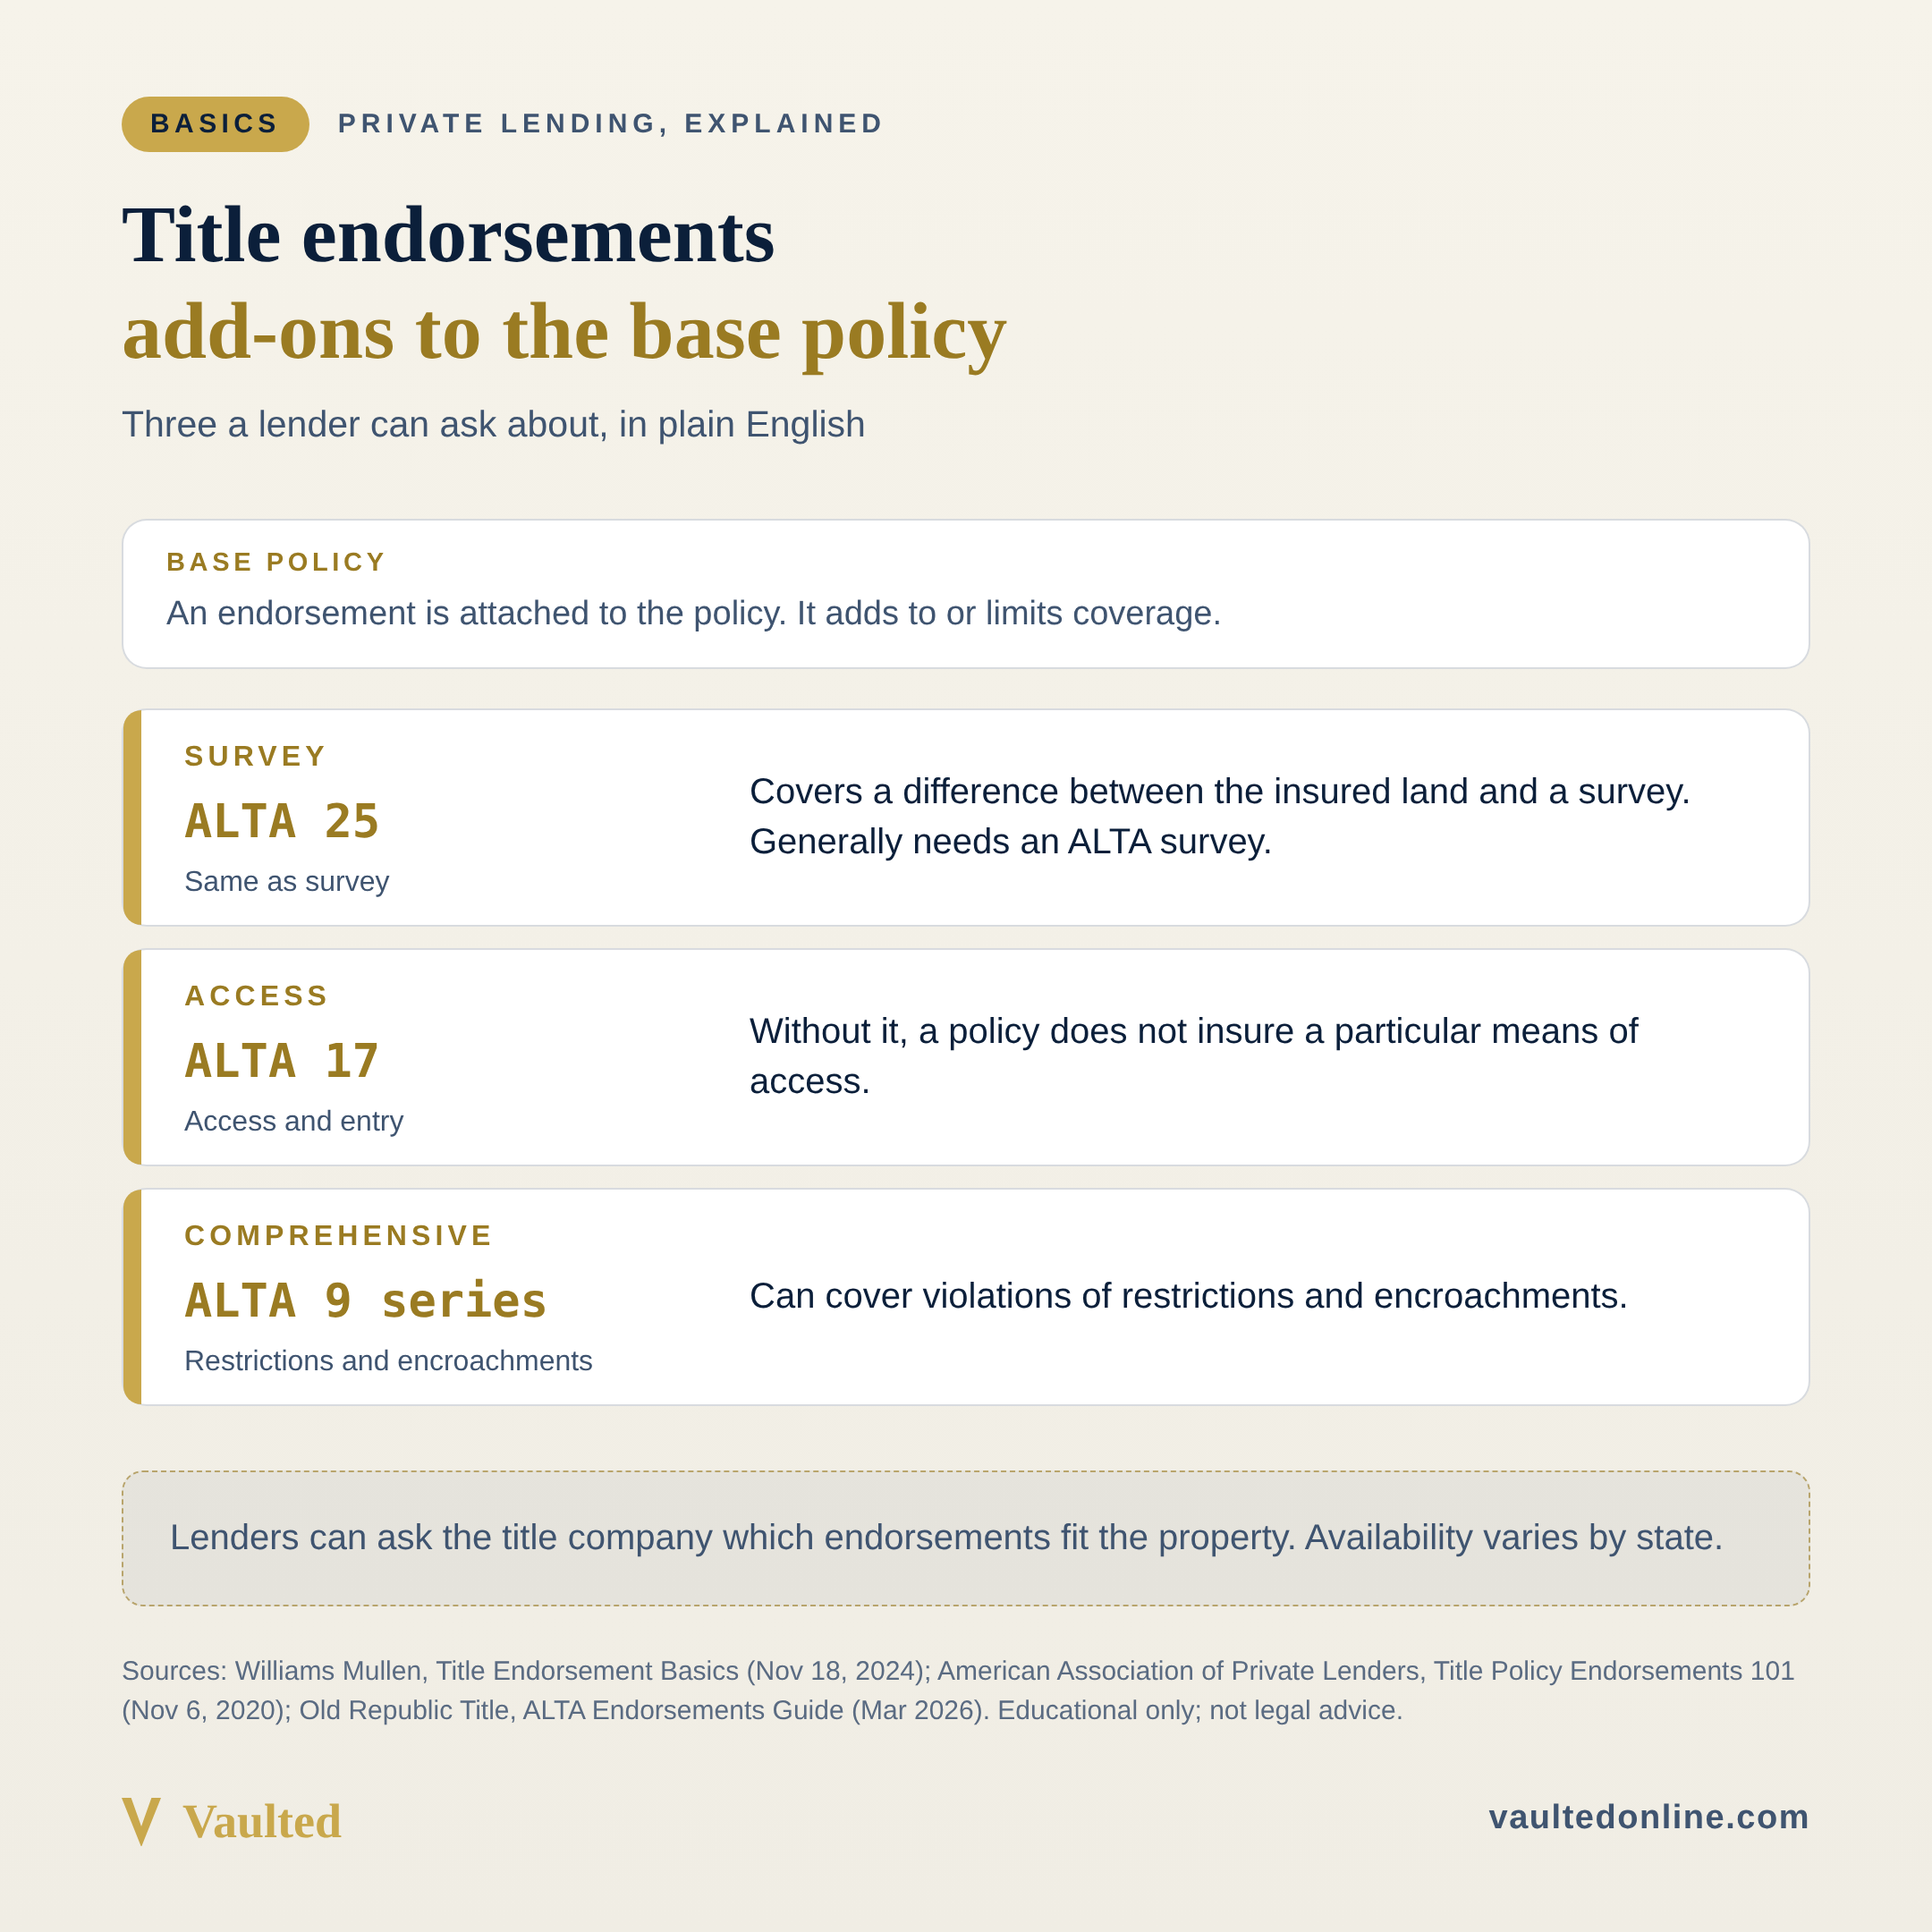 BASICS PRIVATE LENDING, EXPLAINED
Title endorsements
add-ons to the base policy
Three a lender can ask about, in plain English
BASE POLICY
An endorsement is attached to the policy. It adds to or limits coverage.
SURVEY
ALTA 25
Same as survey
Covers a difference between the insured land and a survey.
Generally needs an ALTA survey.
ACCESS
ALTA 17
Access and entry
Without it, a policy does not insure a particular means of
access.
COMPREHENSIVE
ALTA 9 series
Restrictions and encroachments
Can cover violations of restrictions and encroachments.
Lenders can ask the title company which endorsements fit the property. Availability varies by state.
Sources: Williams Mullen, Title Endorsement Basics (Nov 18, 2024); American Association of Private Lenders, Title Policy Endorsements 101
(Nov 6, 2020); Old Republic Title, ALTA Endorsements Guide (Mar 2026). Educational only; not legal advice.
Vaulted
vaultedonline.com